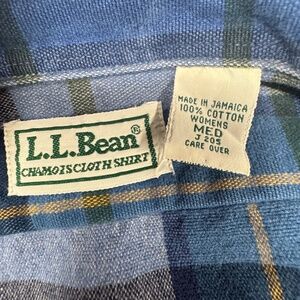 L.L.Bean®
CHAMOIS CLOTH SHIRT
MADE IN JAMAICA
100% COTTON
WOMENS
MED
J 205
CARE OVER